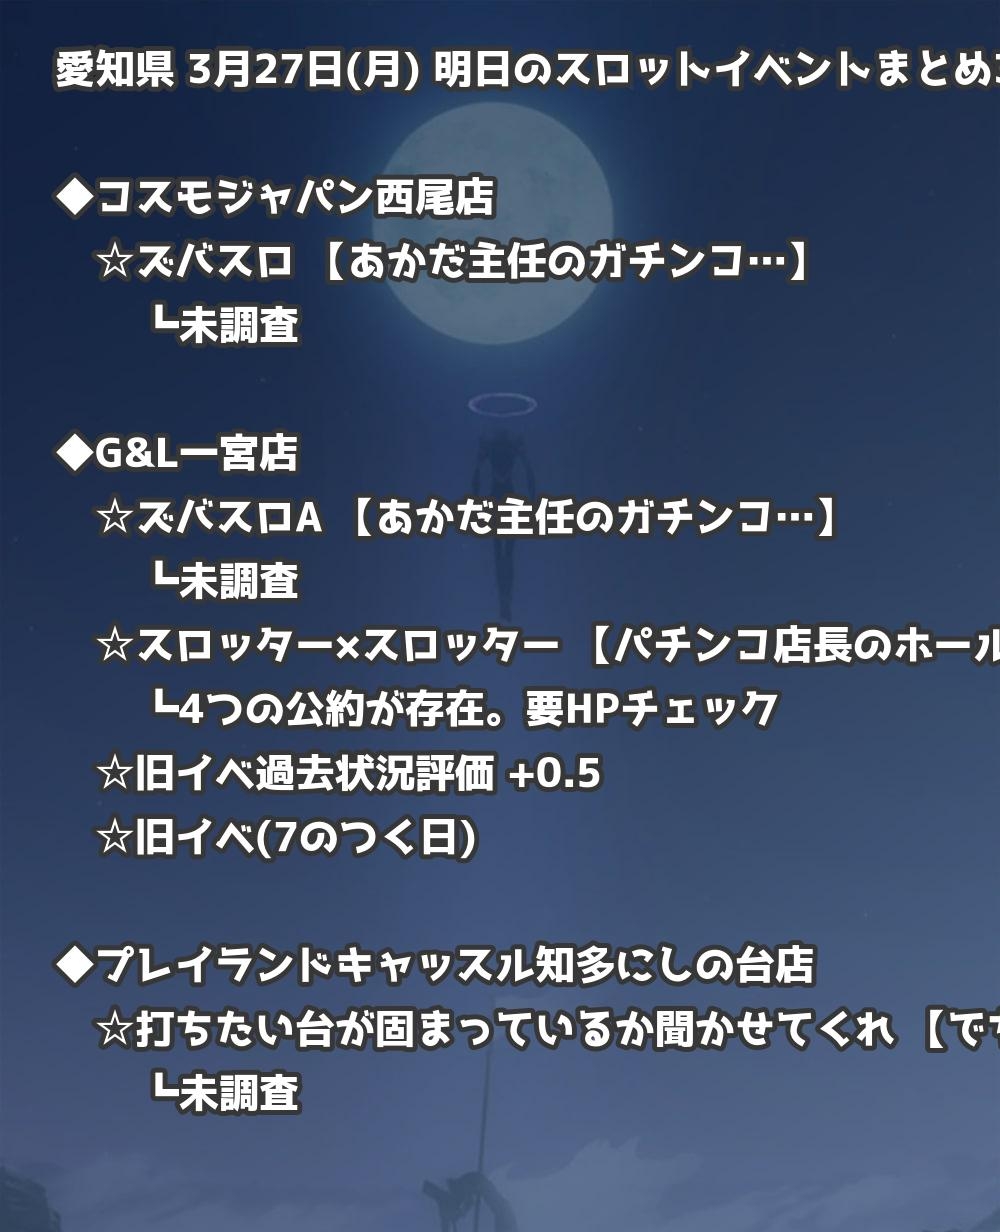 愛知県 3月27日(月) 明日のスロットイベントまとめ
◆コスモジャパン西尾店
☆ズバスロ 【あかだ主任のガチンコ…】
┗未調査
◆G&L一宮店
☆ズバスロA 【あかだ主任のガチンコ…】
┗未調査
☆スロッター×スロッター 【パチンコ店長のホール
┗4つの公約が存在。要HPチェック
☆旧イベ過去状況評価 +0.5
☆旧イベ(7のつく日)
◆プレイランドキャッスル知多にしの台店
☆打ちたい台が固まっているか聞かせてくれ 【で
┗未調査